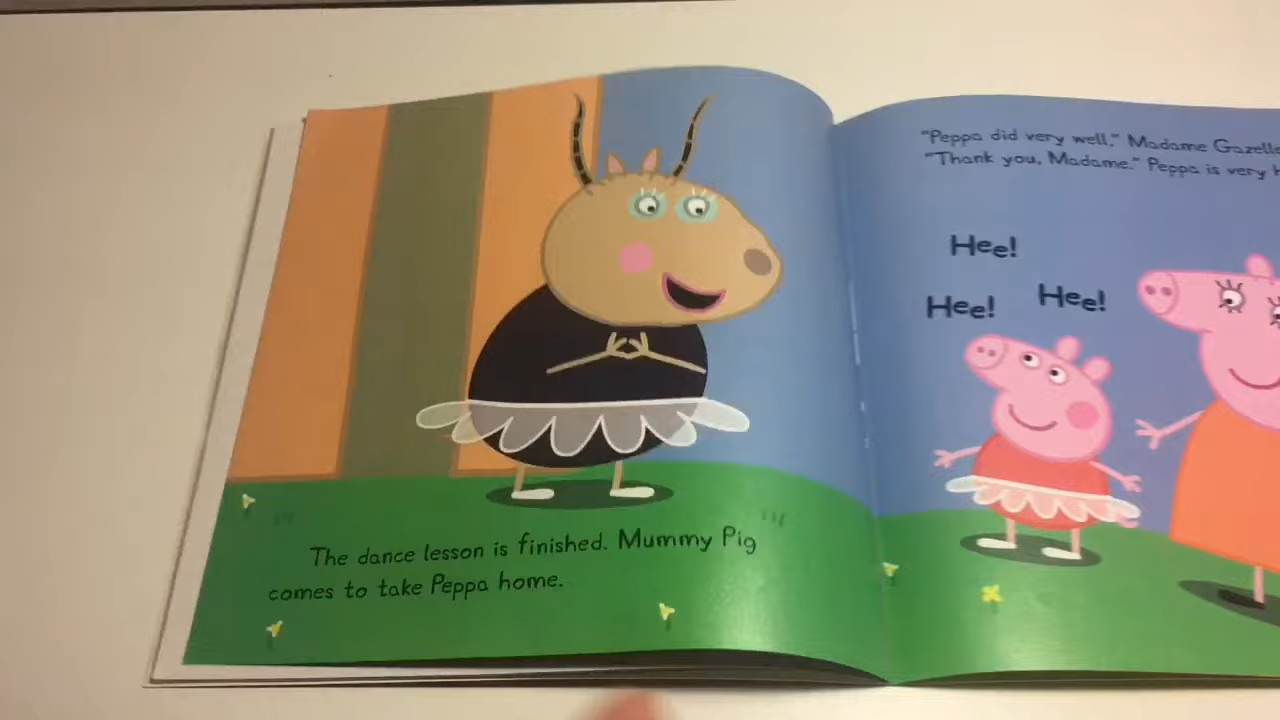 The dance lesson is finished. Mummy Pig
comes to take Peppa home.
"Peppa did very well," Madame Gazelle
"Thank you, Madame." Peppa is very
Hee!
Hee! Hee!